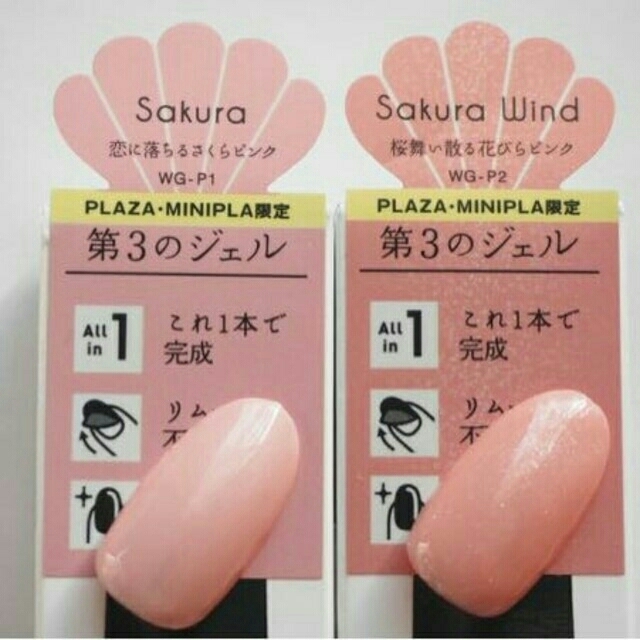 Sakura
恋に落ちるさくらピンク
WG-P1
PLAZA・MINIPLA限定
第3のジェル
All in 1
これ1本で
完成
リム
Sakura Wind
桜舞い散る花びらピンク
WG-P2
PLAZA・MINIPLA限定
第3のジェル
All in 1
これ1本で
完成
リム